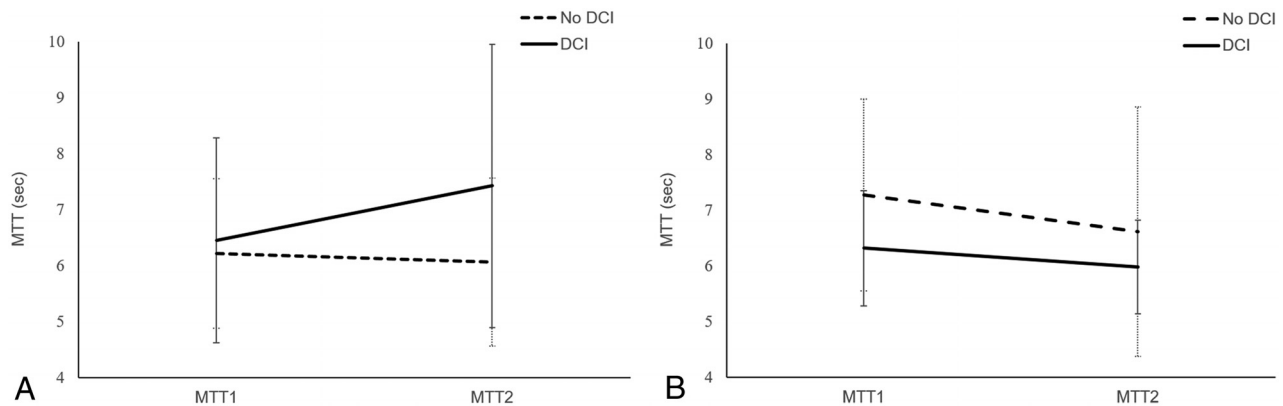 No DCI
DCI
10
9
8
7
6
5
4
MTT (sec)
MTT1
MTT2
A
No DCI
DCI
10
9
8
7
6
5
4
MTT (sec)
MTT1
MTT2
B